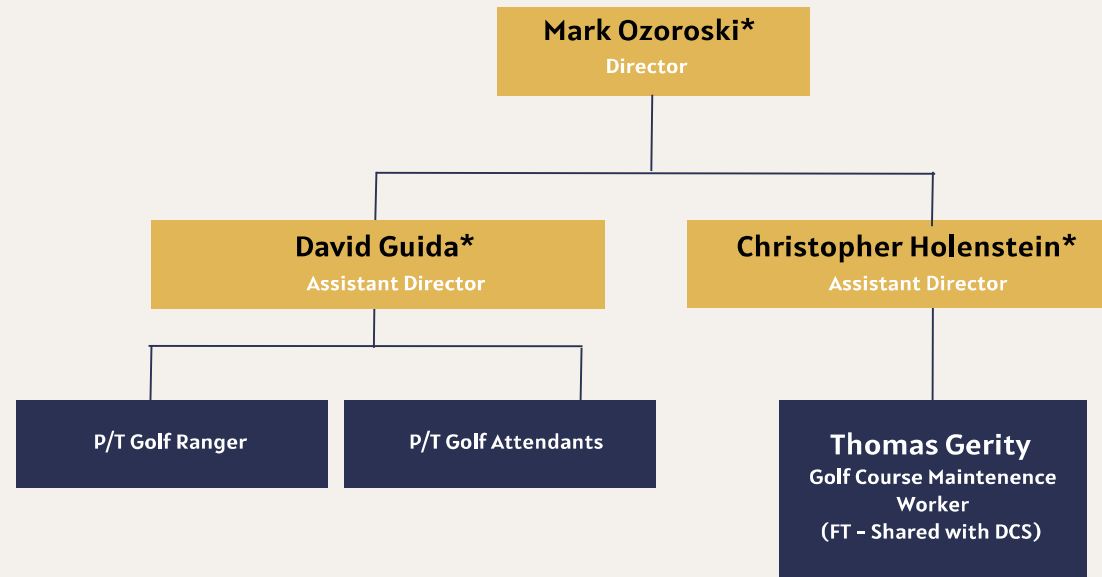 Mark Ozoroski*
Director
David Guida*
Assistant Director
Christopher Holenstein*
Assistant Director
P/T Golf Ranger
P/T Golf Attendants
Thomas Gerity
Golf Course Maintenence
Worker
(FT - Shared with DCS)